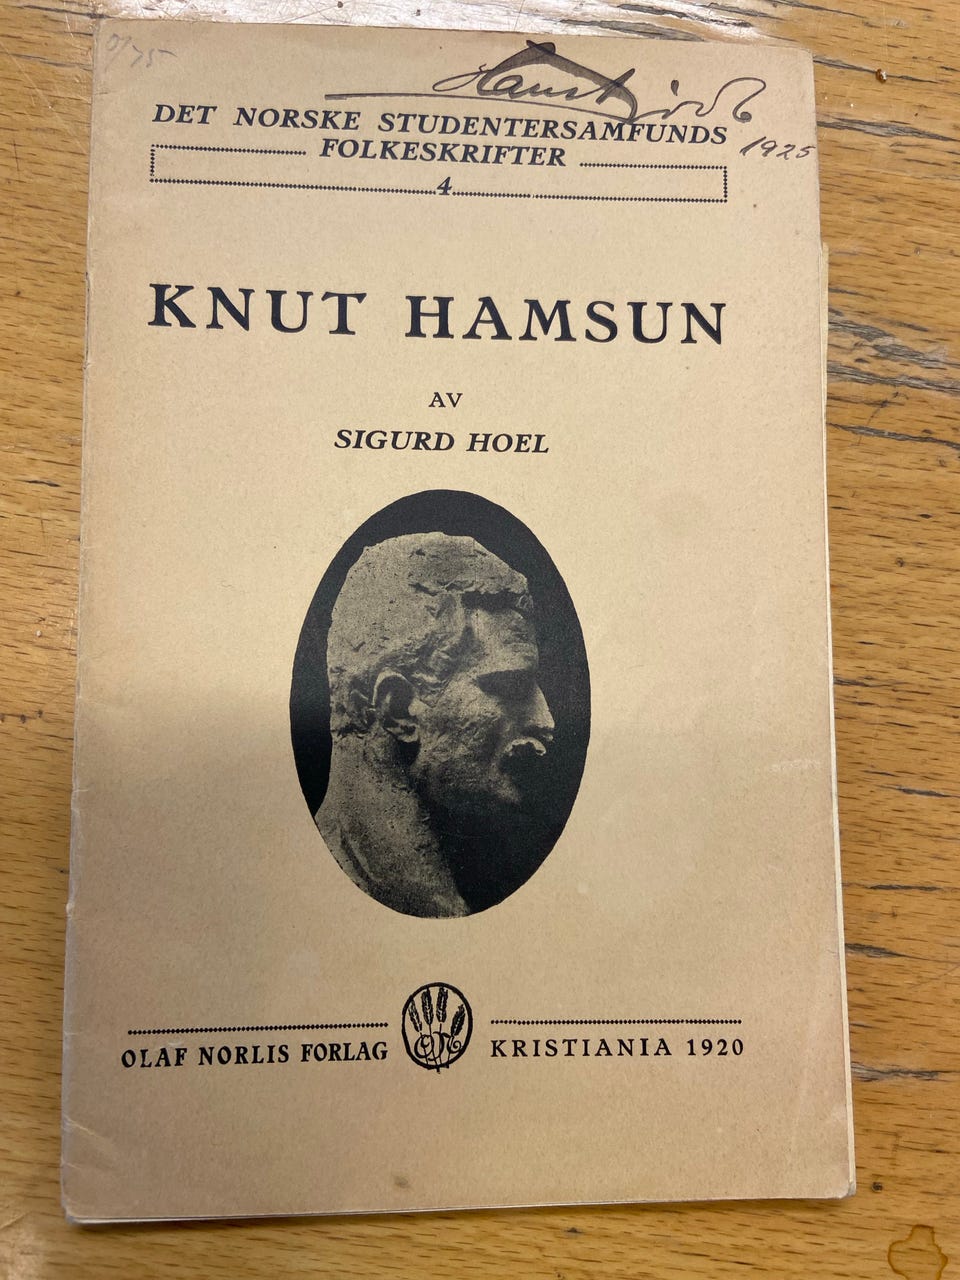 1925
DET NORSKE STUDENTERSAMFUNDS
FOLKESKRIFTER
4
KNUT HAMSUN
AV
SIGURD HOEL
OLAF NORLIS FORLAG
KRISTIANIA 1920